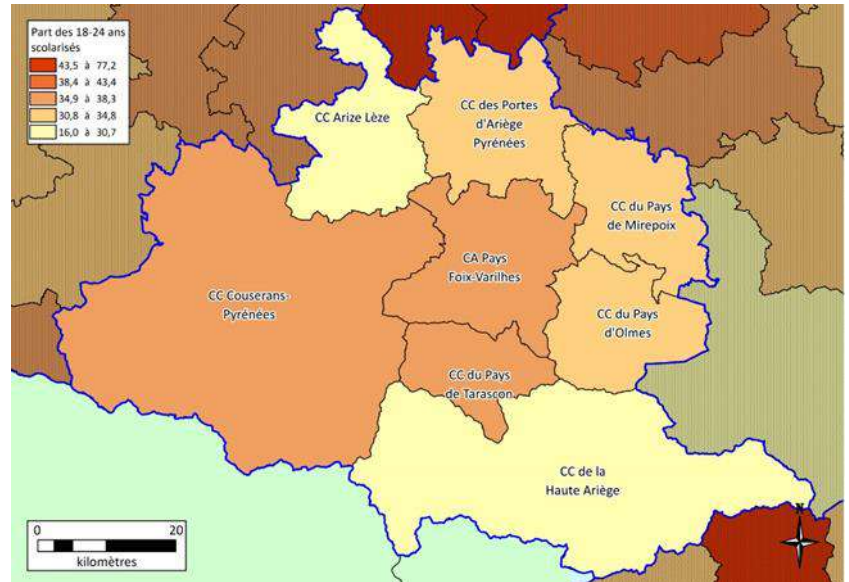 Part des 18-24 ans
scolarisés
43,5 à 77,2
38,4 à 43,4
34,9 à 38,3
30,8 à 34,8
16,0 à 30,7
CC Arize Lèze
CC des Portes
d'Ariège
Pyrénées
CC du Pays
de Mirepoix
CA Pays
Foix-Varilhes
CC Couserans-
Pyrénées
CC du Pays
d'Olmes
CC du Pays
de Tarascon
CC de la
Haute Ariège
N
0 20
kilomètres